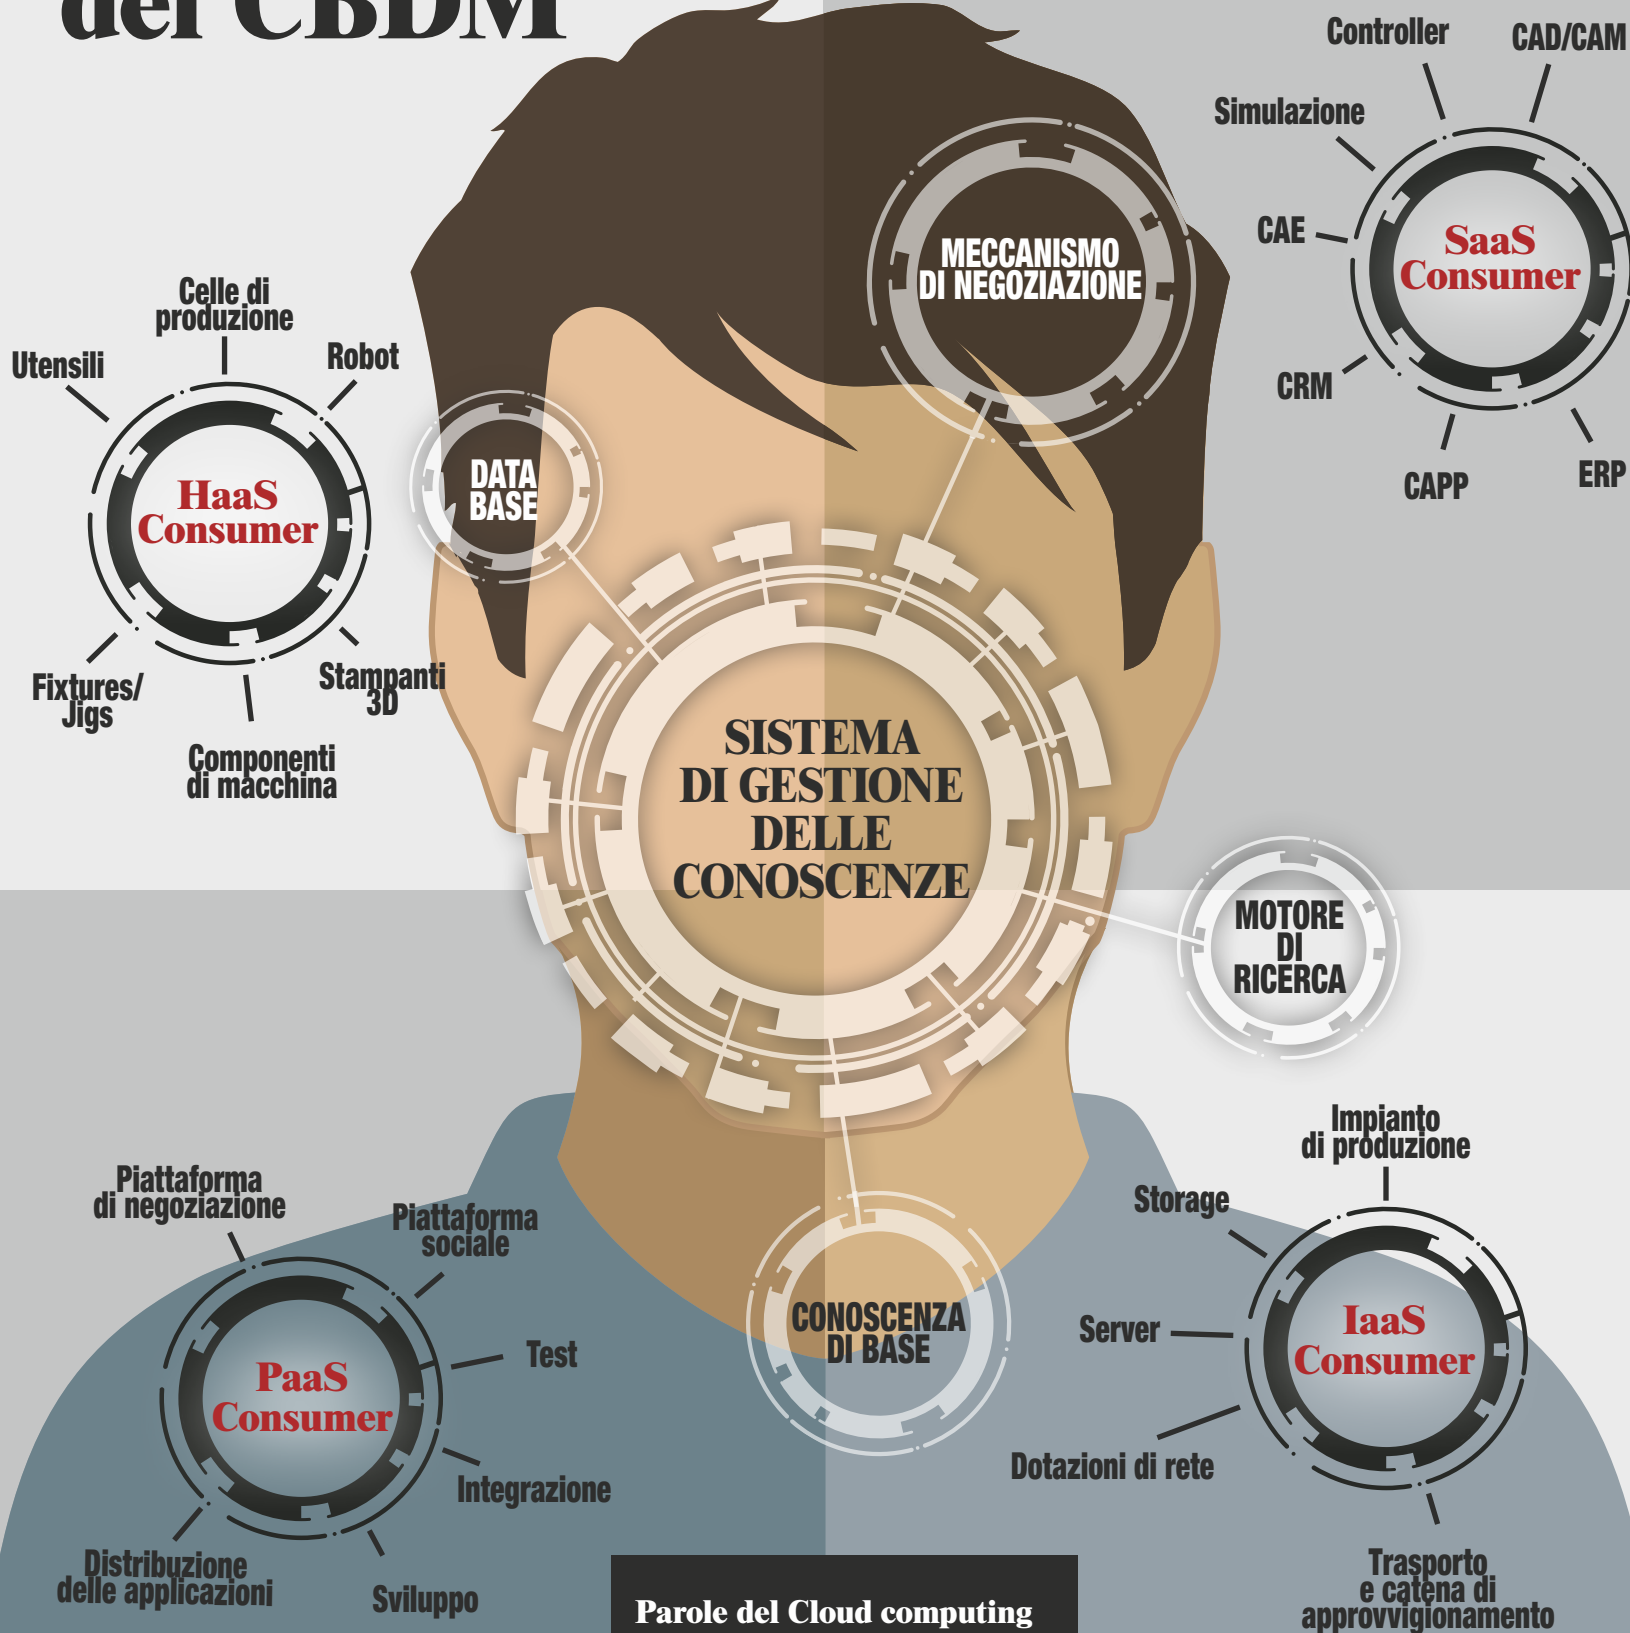 del CBDM
Controller
CAD/CAM
Simulazione
CAE
SaaS
Consumer
CRM
CAPP
ERP
MECCANISMO
DI NEGOZIAZIONE
Celle di
produzione
Utensili
Robot
HaaS
Consumer
Fixtures/
Jigs
Stampanti
3D
Componenti
di macchina
DATA
BASE
SISTEMA
DI GESTIONE
DELLE
CONOSCENZE
MOTORE
DI
RICERCA
Piattaforma
di negoziazione
Piattaforma
sociale
PaaS
Consumer
Test
Integrazione
Distribuzione
delle applicazioni
Sviluppo
CONOSCENZA
DI BASE
Impianto
di produzione
Storage
Server
IaaS
Consumer
Dotazioni di rete
Trasporto
e catena di
approvvigionamento
Parole del Cloud computing